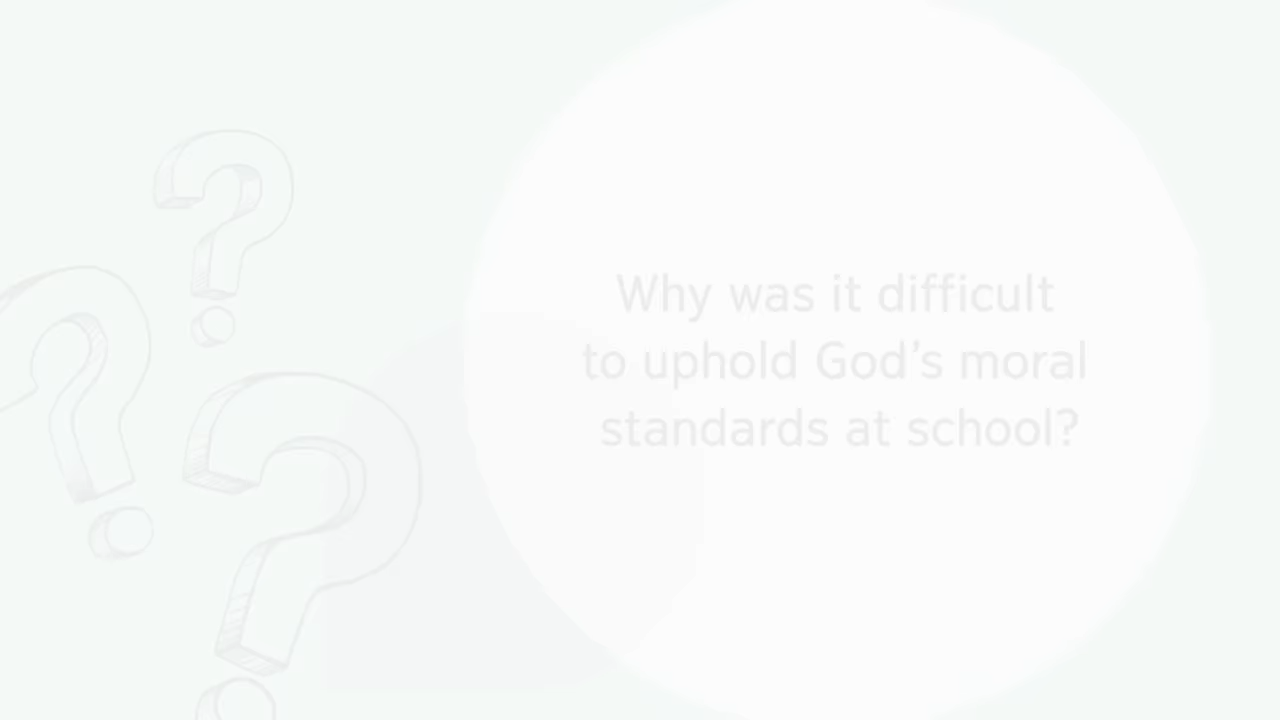 Why was it difficult
to uphold God’s moral
standards at school?